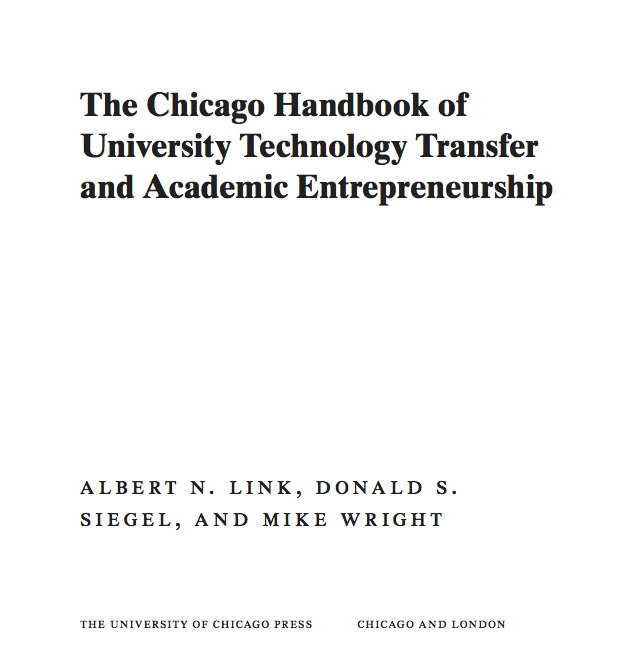 The Chicago Handbook of
University Technology Transfer
and Academic Entrepreneurship
ALBERT N. LINK, DONALD S.
SIEGEL, AND MIKE WRIGHT
THE UNIVERSITY OF CHICAGO PRESS CHICAGO AND LONDON